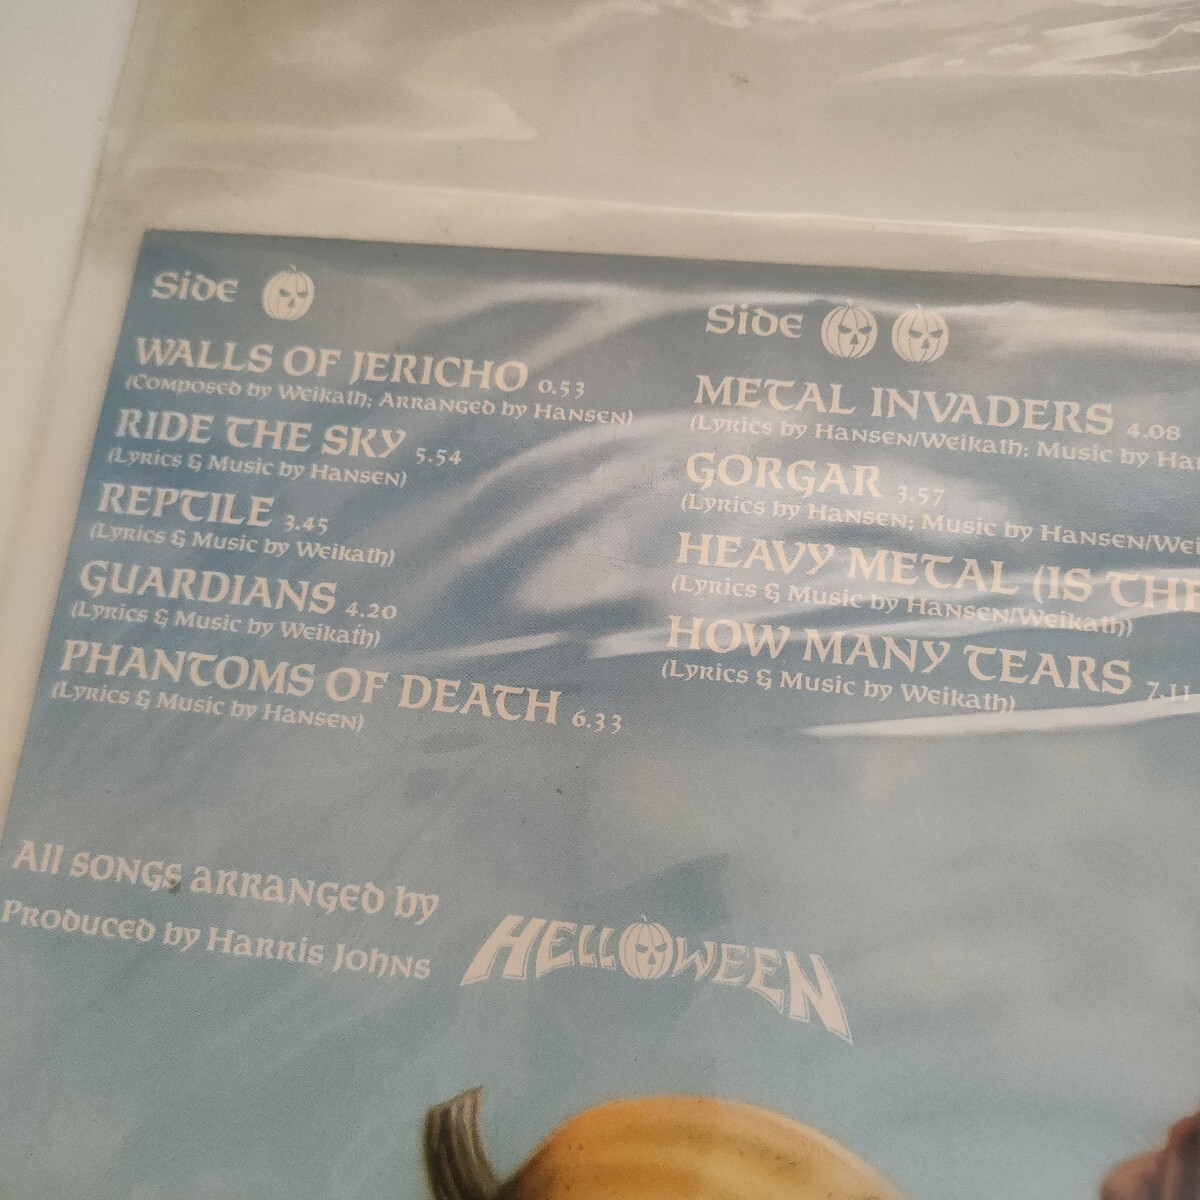 Side
WALLS OF JERICHO 0.53
(Composed by Weikath; Arranged by Hansen)
RIDE THE SKY 5.54
(Lyrics & Music by Hansen)
REPTILE 3.45
(Lyrics & Music by Weikath)
GUARDIANS 4.20
(Lyrics & Music by Weikath)
PHANTOMS OF DEATH 6.33
(Lyrics & Music by Hansen)
Side
METAL INVADERS 4.08
(Lyrics by Hansen/Weikath; Music by
GORGAR 3.57
(Lyrics by Hansen; Music by Hansen/
HEAVY METAL (IS
(Lyrics & Music by Hansen/Weikath)
HOW MANY TEARS 7.11
(Lyrics & Music by Weikath)
All songs arranged by
Produced by Harris Johns
HELLOWEEN